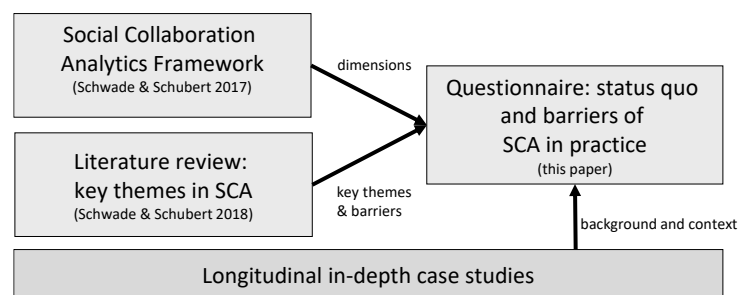 Social Collaboration
Analytics Framework
(Schwade & Schubert 2017)
dimensions
Questionnaire: status quo
and barriers of
SCA in practice
(this paper)
Literature review:
key themes in SCA
(Schwade & Schubert 2018)
key themes
& barriers
background and context
Longitudinal in-depth case studies